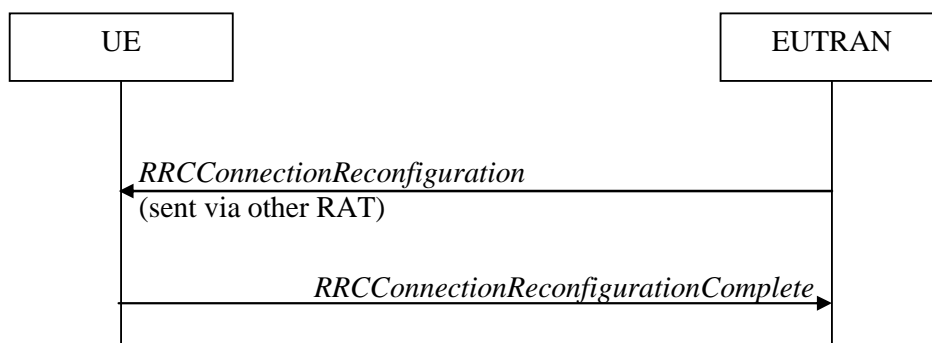 UE
EUTRAN
RRCConnectionReconfiguration
(sent via other RAT)
RRCConnectionReconfigurationComplete